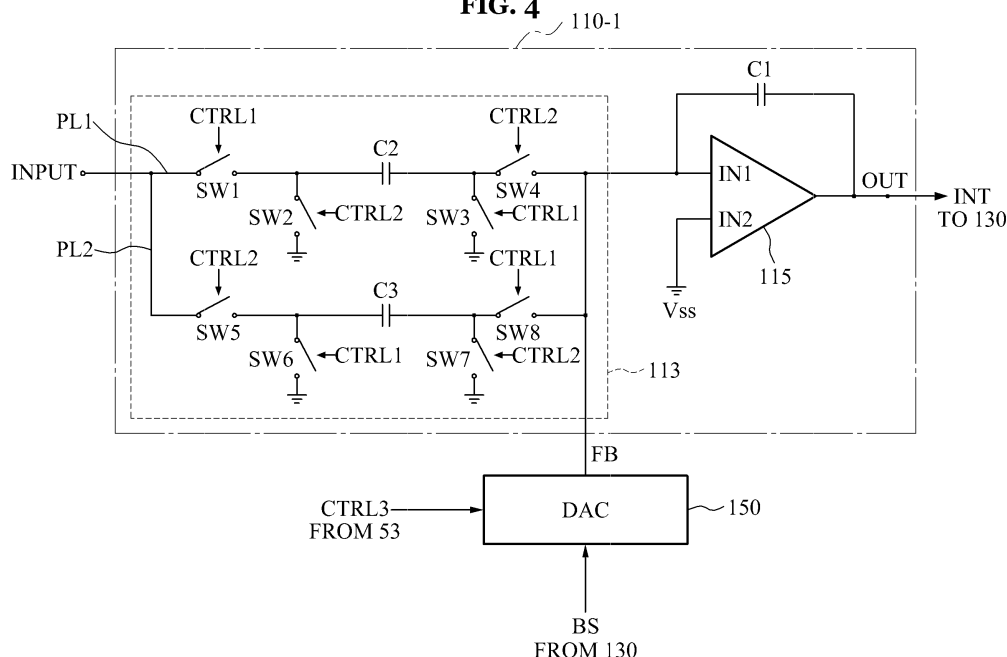 FIG. 4
110-1
C1
CTRL1
CTRL2
PL1
C2
INPUT
SW1
SW4
IN1
OUT
INT
TO 130
SW2
CTRL2
SW3
CTRL1
IN2
PL2
CTRL2
CTRL1
115
C3
Vss
SW5
SW8
SW6
CTRL1
SW7
CTRL2
113
FB
CTRL3
FROM 53
DAC
150
BS
FROM 130